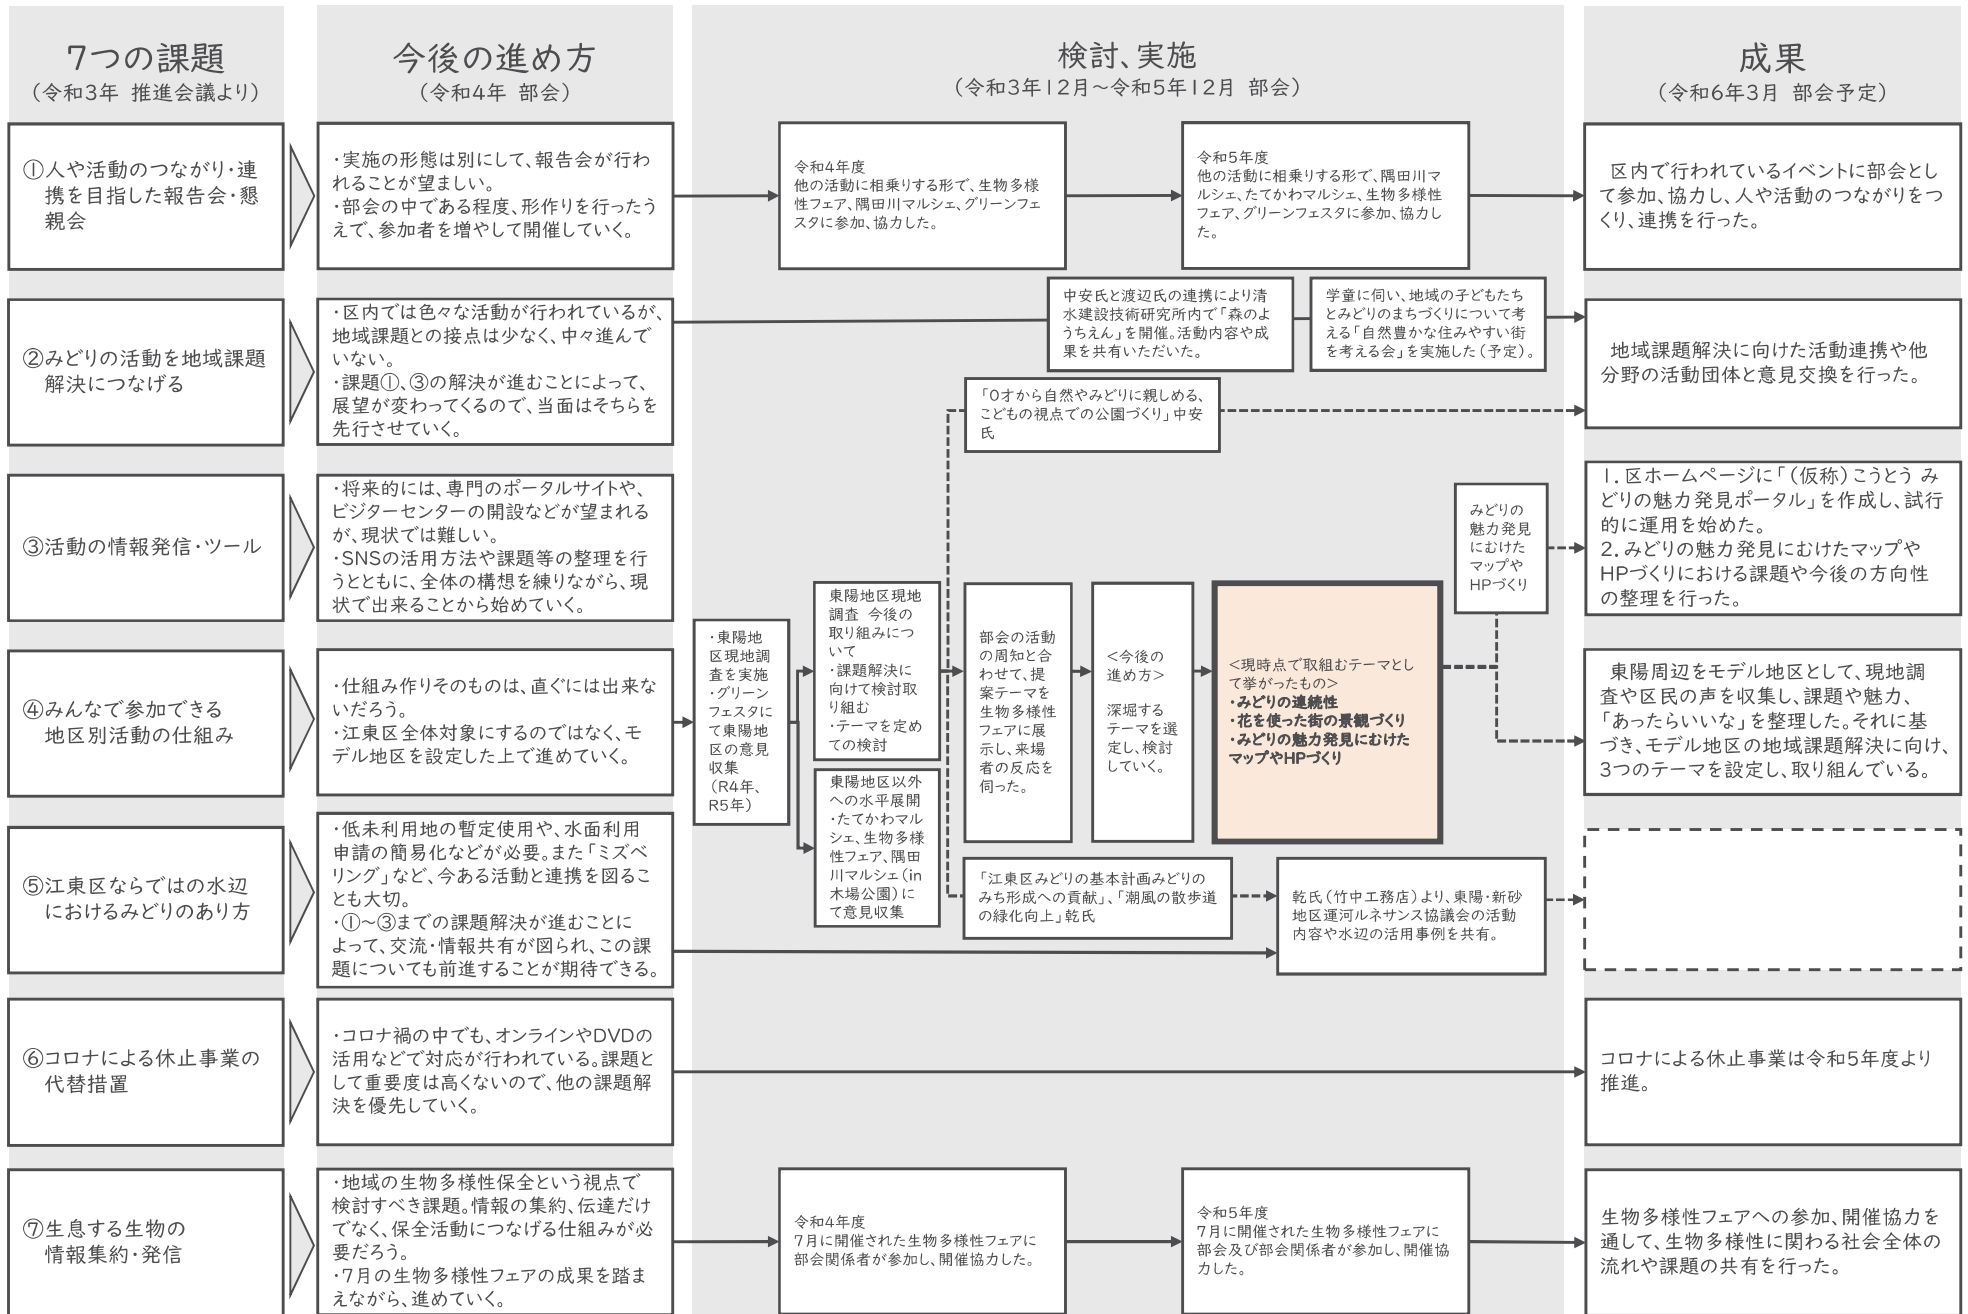 7つの課題
（令和3年 推進会議より）
今後の進め方
（令和4年 部会）
検討、実施
（令和3年12月～令和5年12月 部会）
成果
（令和6年3月 部会予定）
①人や活動のつながり・連
携を目指した報告会・懇
親会
・実施の形態は別にして、報告会が行わ
れることが望ましい。
・部会の中である程度、形作りを行ったう
えで、参加者を増やして開催していく。
令和4年度
他の活動に相乗りする形で、生物多様
性フェア、隅田川マルシェ、グリーンフェ
スタに参加、協力した。
令和5年度
他の活動に相乗りする形で、隅田川マ
ルシェ、たてかわマルシェ、生物多様性
フェア、グリーンフェスタに参加、協力し
た。
区内で行われているイベントに部会とし
て参加、協力し、人や活動のつながりをつ
くり、連携を行った。
②みどりの活動を地域課題
解決につなげる
・区内では色々な活動が行われているが、
地域課題との接点は少なく、中々進んで
いない。
・課題①、③の解決が進むことによって、
展望が変わってくるので、当面はそちらを
先行させていく。
中安氏と渡辺氏の連携により清
水建設技術研究所内で「森のよ
うちえん」を開催。活動内容や成
果を共有いただいた。
学童に伺い、地域の子どもたち
とみどりのまちづくりについて考
える「自然豊かな住みやすい街
を考える会」を実施した（予定）。
「0才から自然やみどりに親しめる、
こどもの視点での公園づくり」中安
氏
地域課題解決に向けた活動連携や他
分野の活動団体と意見交換を行った。
③活動の情報発信・ツール
・将来的には、専門のポータルサイトや、
ビジターセンターの開設などが望まれる
が、現状では難しい。
・SNSの活用方法や課題等の整理を行
うとともに、全体の構想を練りながら、現
状で出来ることから始めていく。
みどりの
魅力発見
にむけた
マップや
HPづくり
1．区ホームページに「（仮称）こうとう み
どりの魅力発見ポータル」を作成し、試行
的に運用を始めた。
2．みどりの魅力発見にむけたマップや
HPづくりにおける課題や今後の方向性
の整理を行った。
④みんなで参加できる
地区別活動の仕組み
・仕組み作りそのものは、直ぐには出来な
いだろう。
・江東区全体対象にするのではなく、モ
デル地区を設定した上で進めていく。
・東陽地
区現地調
査を実施
・グリーン
フェスタに
て東陽地
区の意見
収集
（R4年、
R5年）
東陽地区現地
調査 今後の
取り組みにつ
いて
・課題解決に
向けて検討取
り組む
・テーマを定め
ての検討
東陽地区以外
への水平展開
・たてかわマル
シェ、生物多様
性フェア、隅田
川マルシェ（in
木場公園）に
て意見収集
部会の活動
の周知と合
わせて、提
案テーマを
生物多様性
フェアに展
示し、来場
者の反応を
伺った。
<今後の
進め方>
深堀する
テーマを選
定し、検討
していく。
<現時点で取組むテーマとし
て挙がったもの>
・みどりの連続性
・花を使った街の景観づくり
・みどりの魅力発見にむけた
マップやHPづくり
東陽周辺をモデル地区として、現地調
査や区民の声を収集し、課題や魅力、
「あったらいいな」を整理した。それに基
づき、モデル地区の地域課題解決に向け、
3つのテーマを設定し、取り組んでいる。
⑤江東区ならではの水辺
におけるみどりのあり方
・低未利用地の暫定使用や、水面利用
申請の簡易化などが必要。また「ミズベ
リング」など、今ある活動と連携を図るこ
とも大切。
・①～③までの課題解決が進むことに
よって、交流・情報共有が図られ、この課
題についても前進することが期待できる。
「江東区みどりの基本計画みどりの
みち形成への貢献」、「潮風の散歩道
の緑化向上」乾氏
乾氏（竹中工務店）より、東陽・新砂
地区運河ルネサンス協議会の活動
内容や水辺の活用事例を共有。
⑥コロナによる休止事業の
代替措置
・コロナ禍の中でも、オンラインやDVDの
活用などで対応が行われている。課題と
して重要度は高くないので、他の課題解
決を優先していく。
コロナによる休止事業は令和5年度より
推進。
⑦生息する生物の
情報集約・発信
・地域の生物多様性保全という視点で
検討すべき課題。情報の集約、伝達だけ
でなく、保全活動につなげる仕組みが必
要だろう。
・7月の生物多様性フェアの成果を踏ま
えながら、進めていく。
令和4年度
7月に開催された生物多様性フェアに
部会関係者が参加し、開催協力した。
令和5年度
7月に開催された生物多様性フェアに
部会及び部会関係者が参加し、開催協
力した。
生物多様性フェアへの参加、開催協力を
通して、生物多様性に関わる社会全体の
流れや課題の共有を行った。